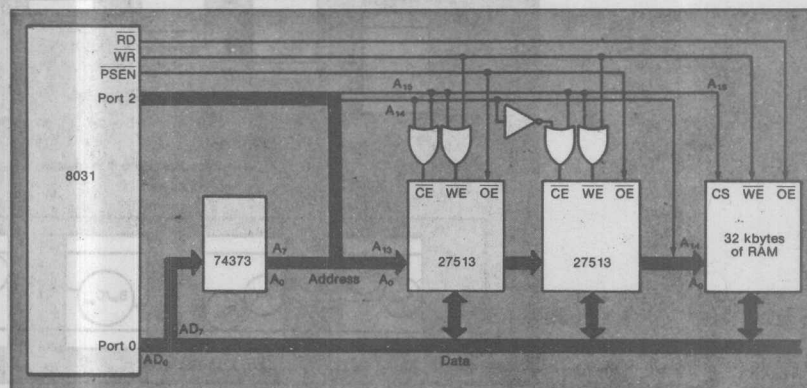 RD
WR
PSEN
Port 2
8031
A15
A14
A15
CE WE OE
CE WE OE
CS WE OE
74373
A7
A0
Address
A13
A0
27513
27513
A14
A0
32 kbytes
of RAM
Port 0
AD7
AD0
Data